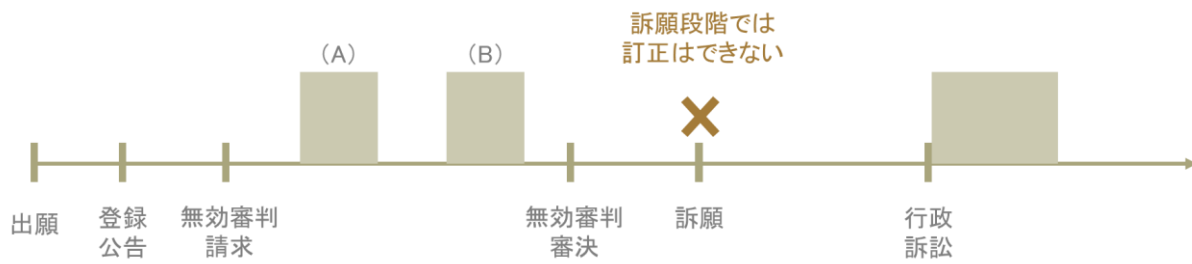 訴願段階では
訂正はできない
（A）
（B）
出願
登録
公告
無効審判
請求
無効審判
審決
訴願
行政
訴訟